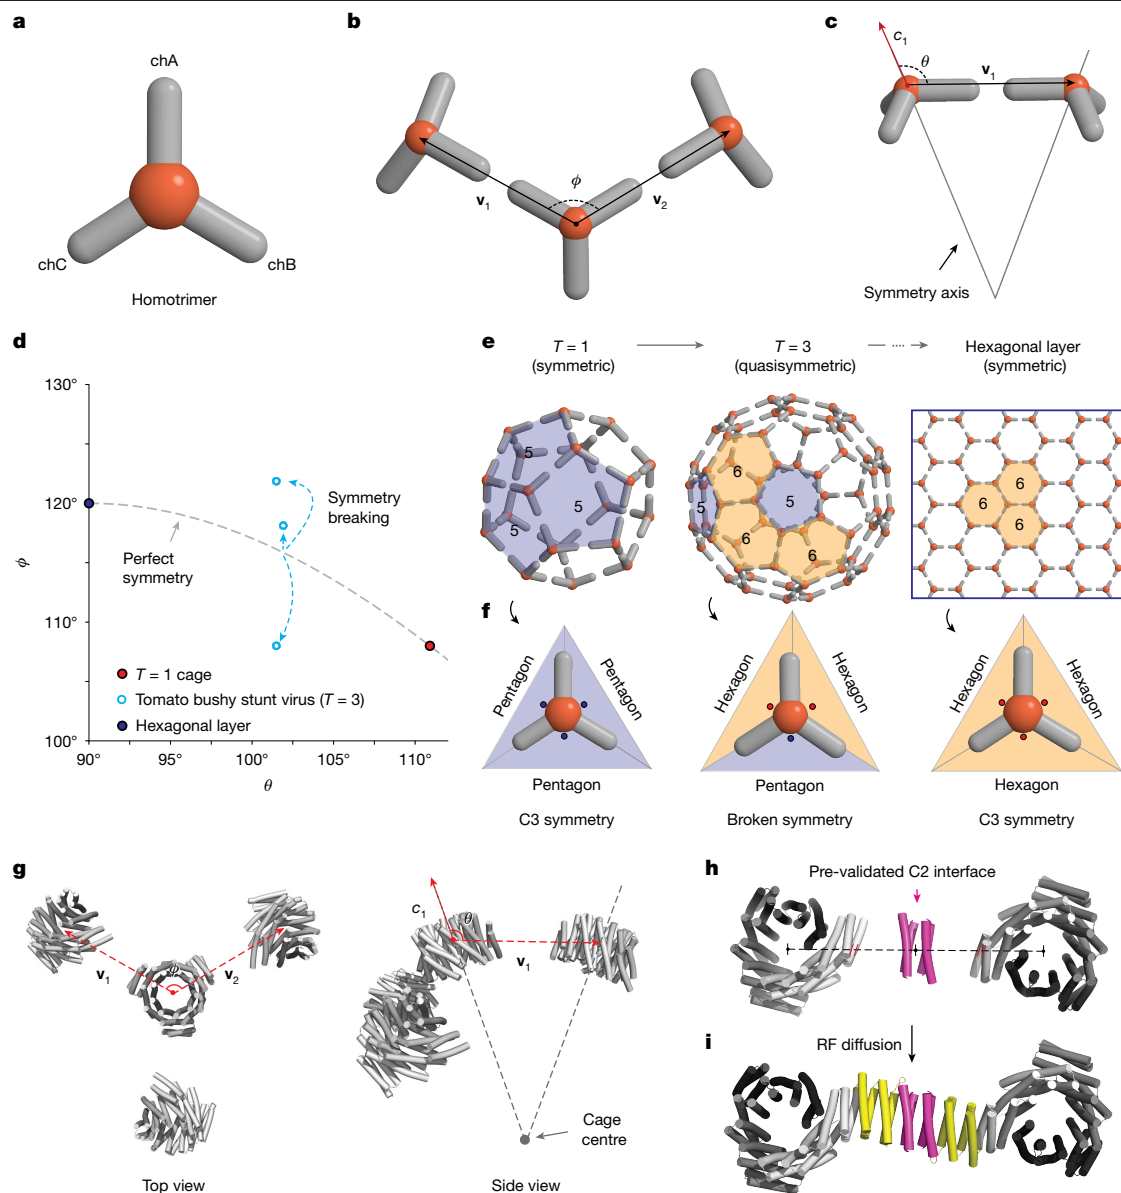 a
chA
chC
chB
Homotrimer
b
v1
ϕ
v2
c
c1
θ
v1
Symmetry axis
d
130°
120°
110°
100°
ϕ
90°
95°
100°
105°
110°
θ
Perfect symmetry
Symmetry breaking
T = 1 cage
Tomato bushy stunt virus (T = 3)
Hexagonal layer
e
T = 1
(symmetric)
T = 3
(quasisymmetric)
Hexagonal layer
(symmetric)
5
5
5
6
5
5
6
6
6
6
6
f
Pentagon
Pentagon
Pentagon
C3 symmetry
Hexagon
Hexagon
Pentagon
Broken symmetry
Hexagon
Hexagon
Hexagon
C3 symmetry
g
v1
ϕ
v2
Top view
c1
θ
v1
Cage
centre
Side view
h
Pre-validated C2 interface
i
RF diffusion